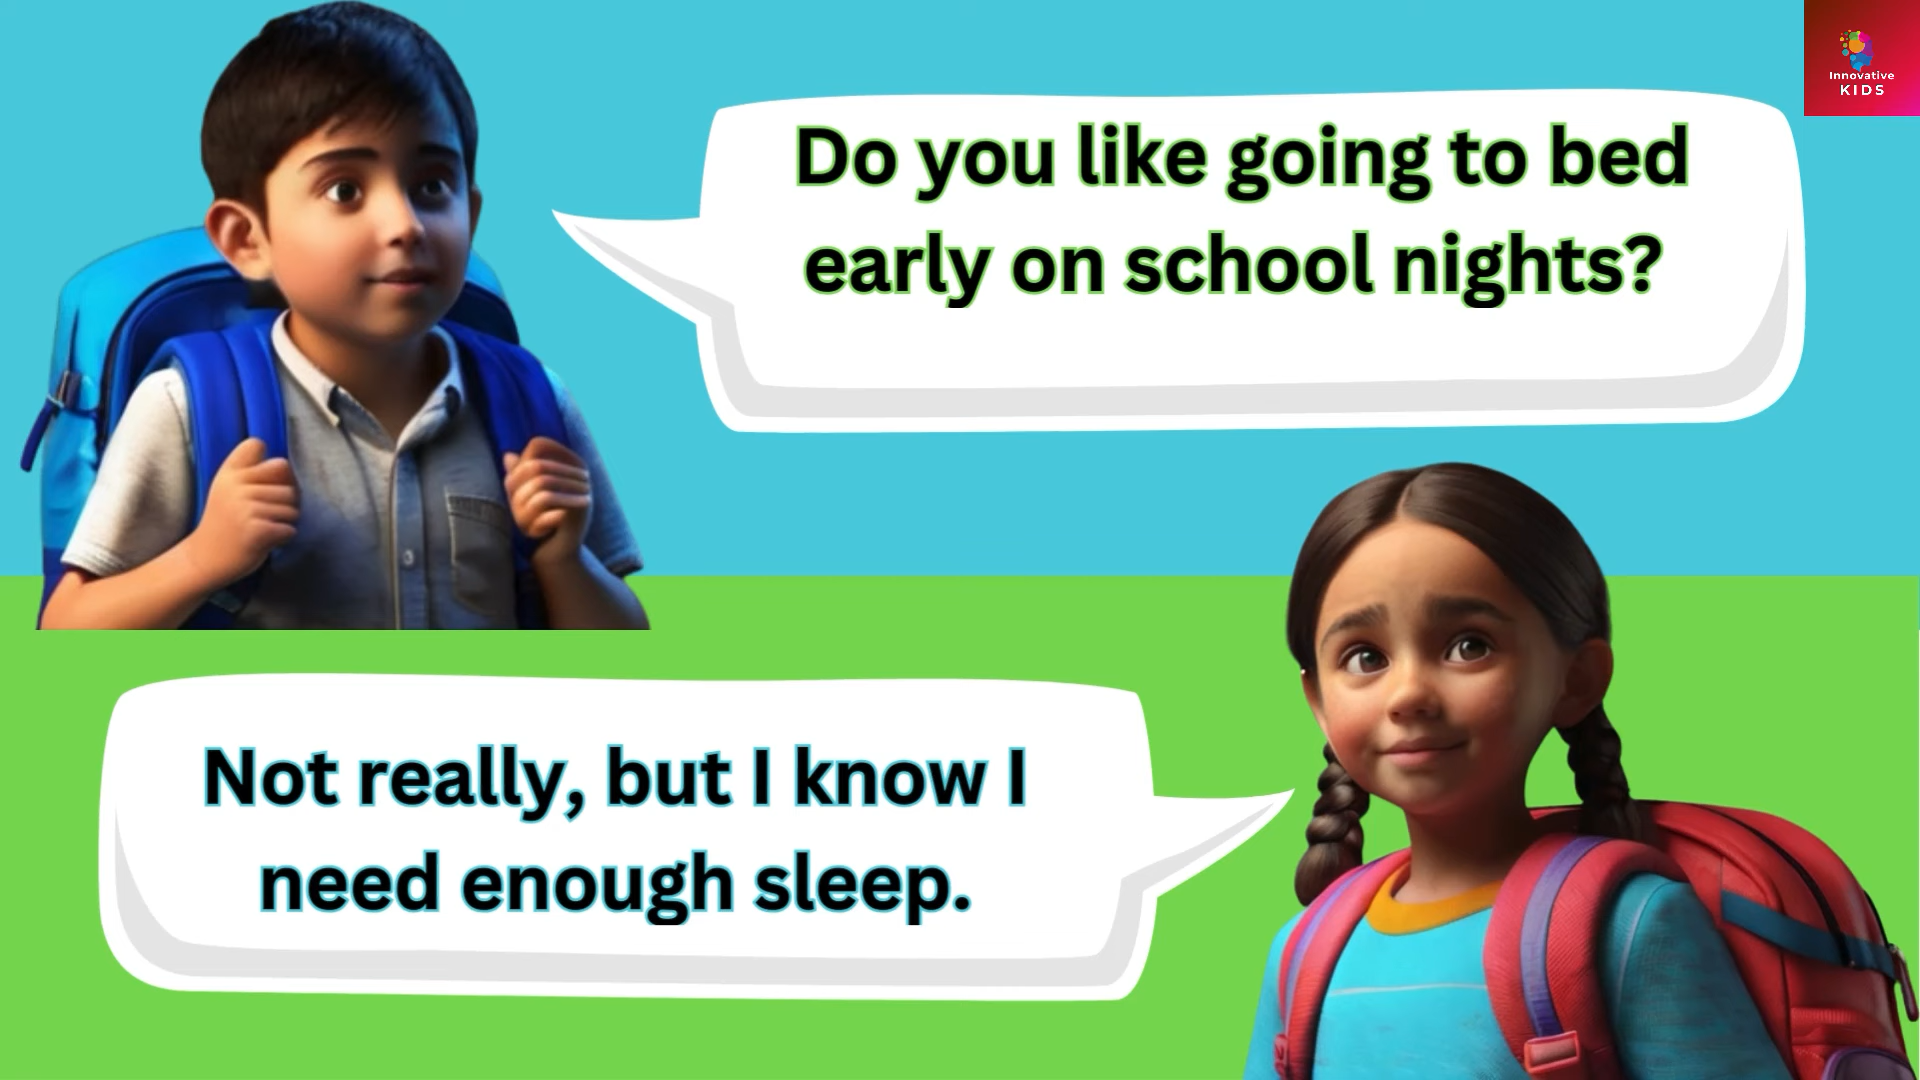 Innovative
KIDS
Do you like going to bed
early on school nights?
Not really, but I know I
need enough sleep.